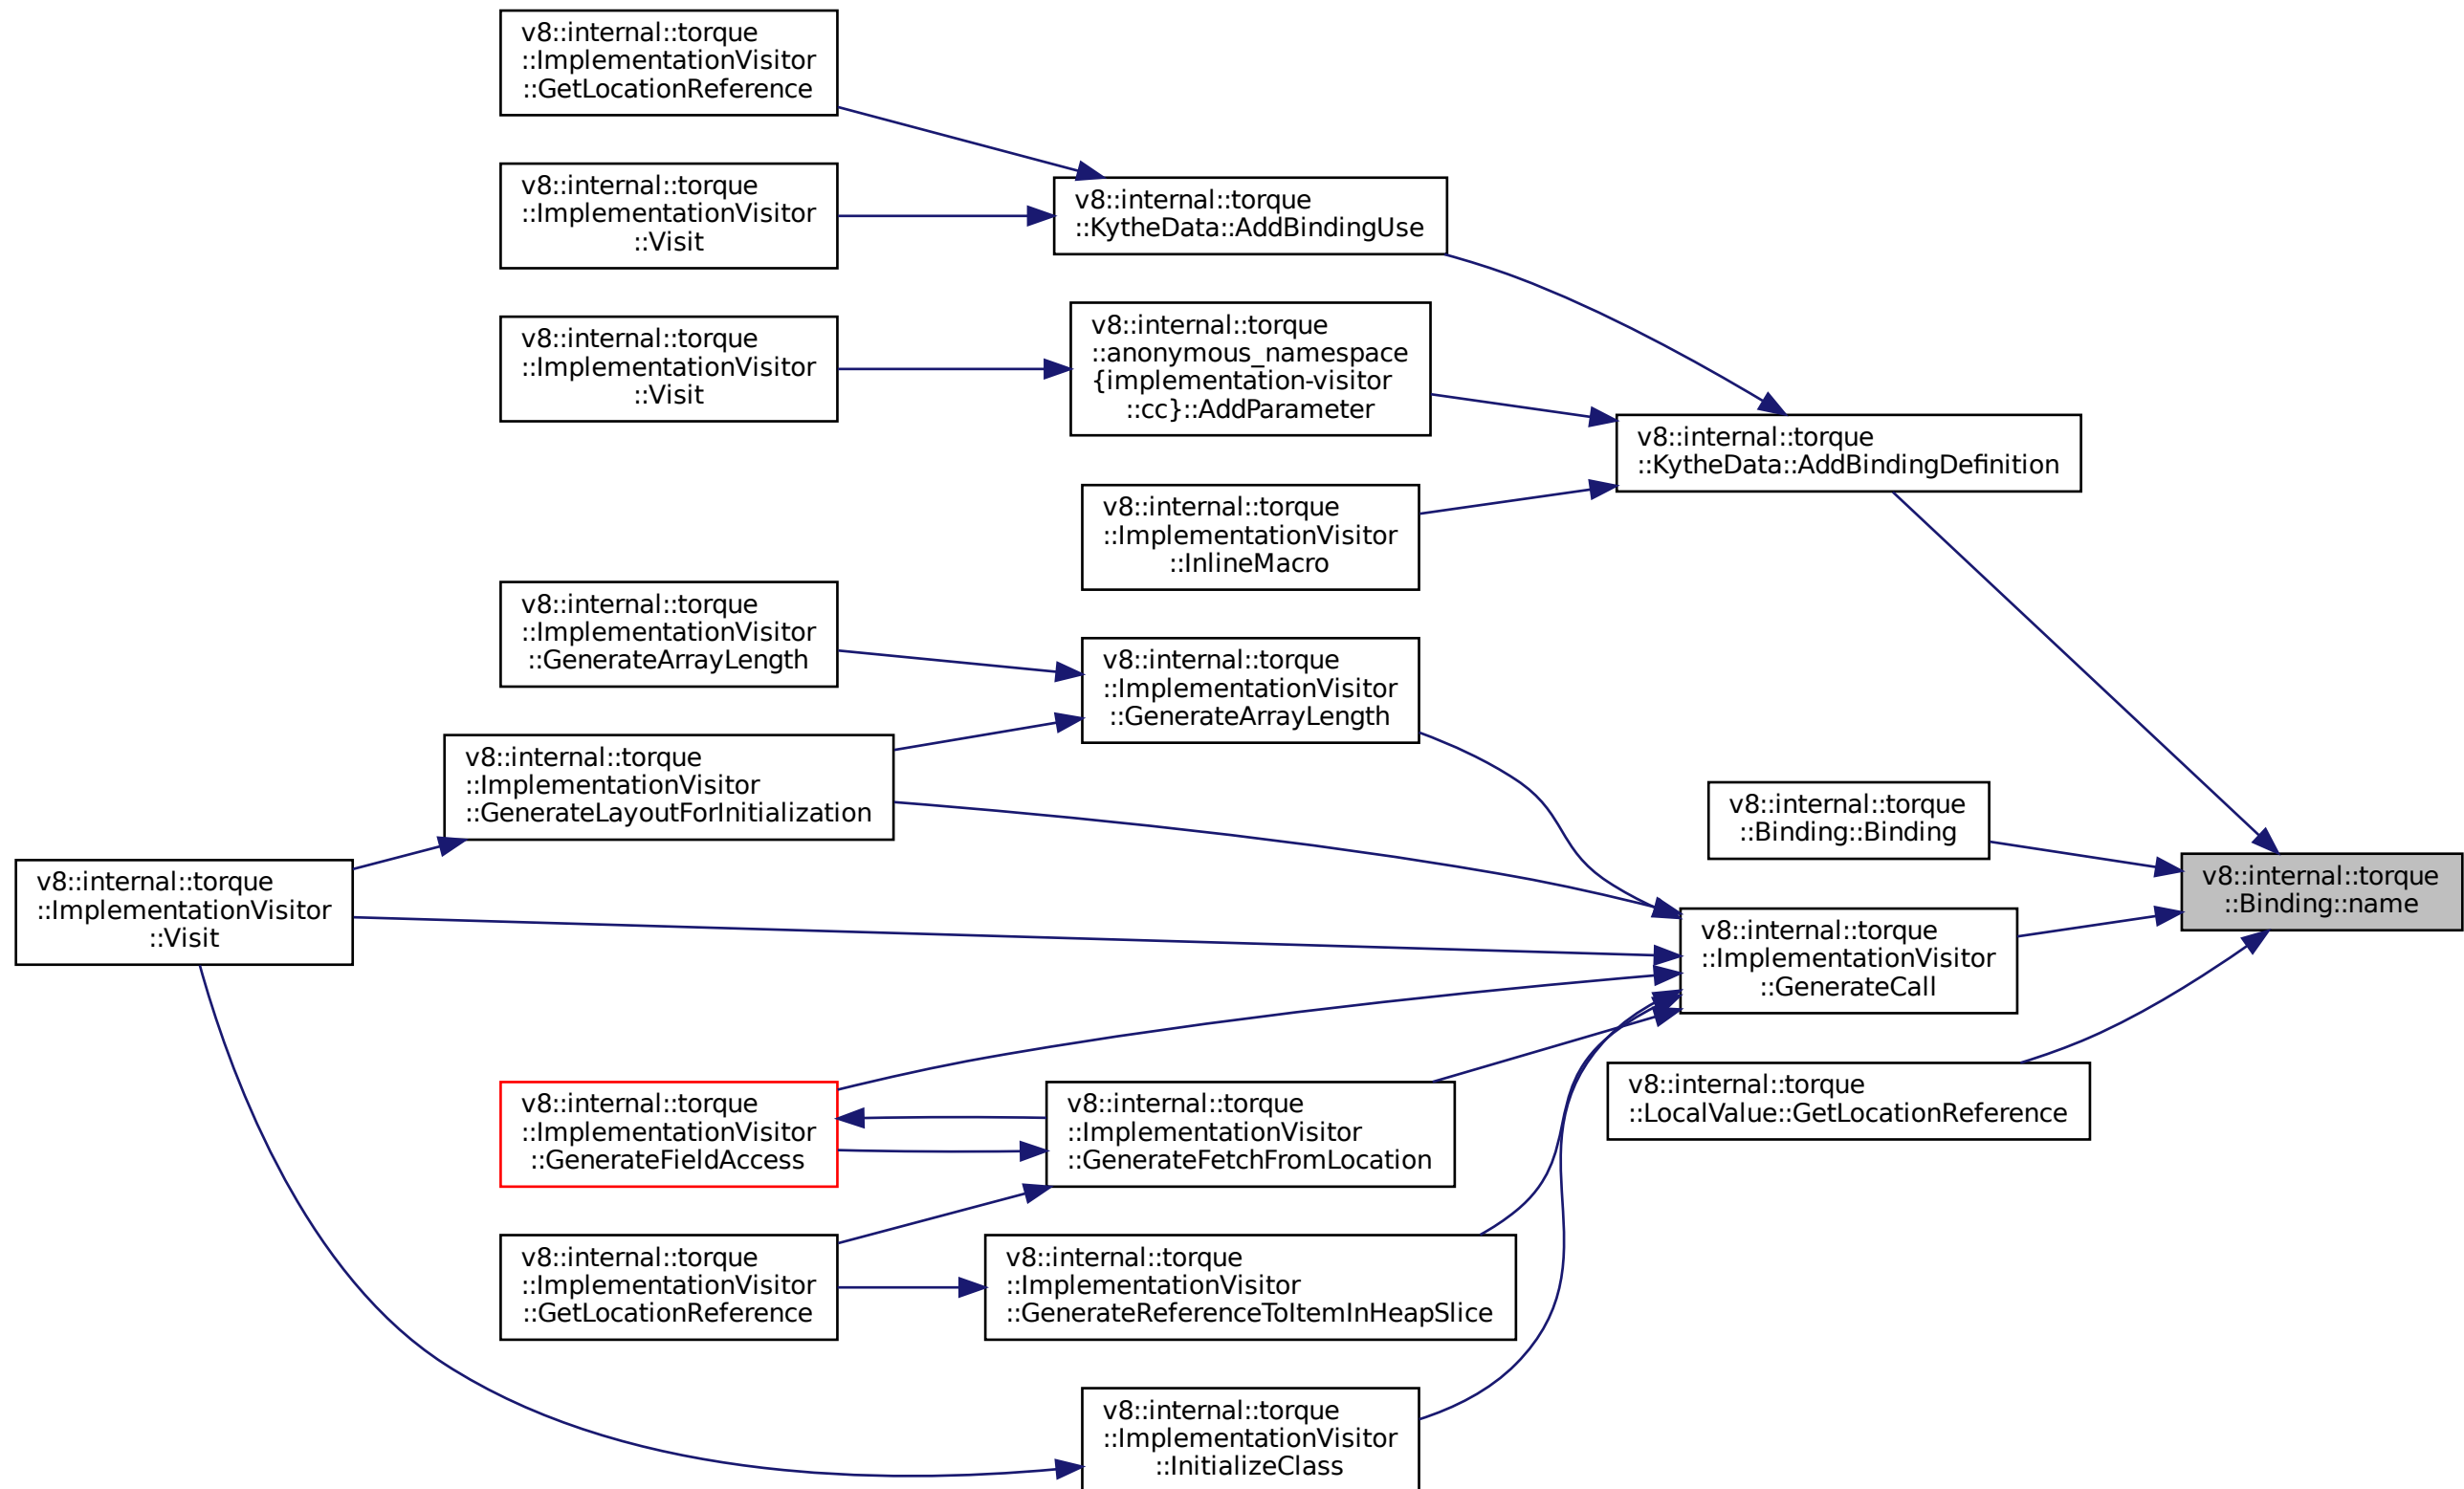 v8::internal::torque
::ImplementationVisitor
::GetLocationReference
v8::internal::torque
::ImplementationVisitor
::Visit
v8::internal::torque
::KytheData::AddBindingUse
v8::internal::torque
::ImplementationVisitor
::Visit
v8::internal::torque
::anonymous_namespace
{implementation-visitor
::cc}::AddParameter
v8::internal::torque
::KytheData::AddBindingDefinition
v8::internal::torque
::ImplementationVisitor
::InlineMacro
v8::internal::torque
::ImplementationVisitor
::GenerateArrayLength
v8::internal::torque
::ImplementationVisitor
::GenerateArrayLength
v8::internal::torque
::ImplementationVisitor
::GenerateLayoutForInitialization
v8::internal::torque
::Binding::Binding
v8::internal::torque
::Binding::name
v8::internal::torque
::ImplementationVisitor
::Visit
v8::internal::torque
::ImplementationVisitor
::GenerateCall
v8::internal::torque
::LocalValue::GetLocationReference
v8::internal::torque
::ImplementationVisitor
::GenerateFieldAccess
v8::internal::torque
::ImplementationVisitor
::GenerateFetchFromLocation
v8::internal::torque
::ImplementationVisitor
::GetLocationReference
v8::internal::torque
::ImplementationVisitor
::GenerateReferenceToItemInHeapSlice
v8::internal::torque
::ImplementationVisitor
::InitializeClass